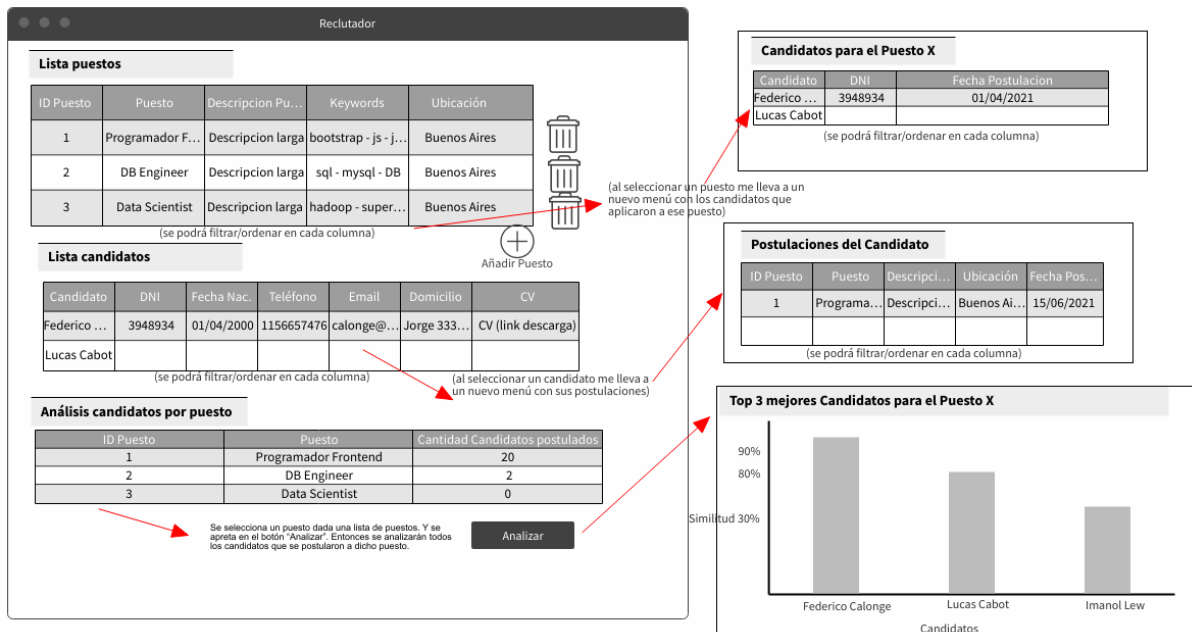 Reclutador
Lista puestos
ID Puesto Puesto Descripcion Pu... Keywords Ubicación
1 Programador F... Descripcion larga bootstrap - js - j... Buenos Aires
2 DB Engineer Descripcion larga sql - mysql - DB Buenos Aires
3 Data Scientist Descripcion larga hadoop - super... Buenos Aires
(se podrá filtrar/ordenar en cada columna)
Añadir Puesto
Lista candidatos
Candidato DNI Fecha Nac. Teléfono Email Domicilio CV
Federico ... 3948934 01/04/2000 1156657476 calonge@... Jorge 333... CV (link descarga)
Lucas Cabot
(se podrá filtrar/ordenar en cada columna)
(al seleccionar un candidato me lleva a
un nuevo menú con sus postulaciones)
Análisis candidatos por puesto
ID Puesto Puesto Cantidad Candidatos postulados
1 Programador Frontend 20
2 DB Engineer 2
3 Data Scientist 0
Se selecciona un puesto dada una lista de puestos. Y se
apreta en el botón "Analizar". Entonces se analizarán todos
los candidatos que se postularon a dicho puesto.
Analizar
(al seleccionar un puesto me lleva a un
nuevo menú con los candidatos que
aplicaron a ese puesto)
Candidatos para el Puesto X
Candidato DNI Fecha Postulacion
Federico ... 3948934 01/04/2021
Lucas Cabot
(se podrá filtrar/ordenar en cada columna)
Postulaciones del Candidato
ID Puesto Puesto Descripci... Ubicación Fecha Pos...
1 Programa... Descripci... Buenos Ai... 15/06/2021
(se podrá filtrar/ordenar en cada columna)
Top 3 mejores Candidatos para el Puesto X
90%
80%
Similitud 30%
Federico Calonge Lucas Cabot Imanol Lew
Candidatos